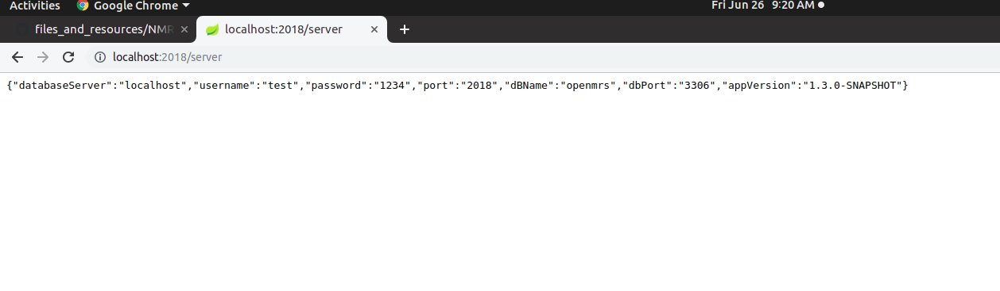 Activities Google Chrome Fri Jun 26 9:20 AM
files_and_resources/NMR localhost:2018/server
localhost:2018/server
{"databaseServer":"localhost","username":"test","password":"1234","port":"2018","dBName":"openmrs","dbPort":"3306","appVersion":"1.3.0-SNAPSHOT"}